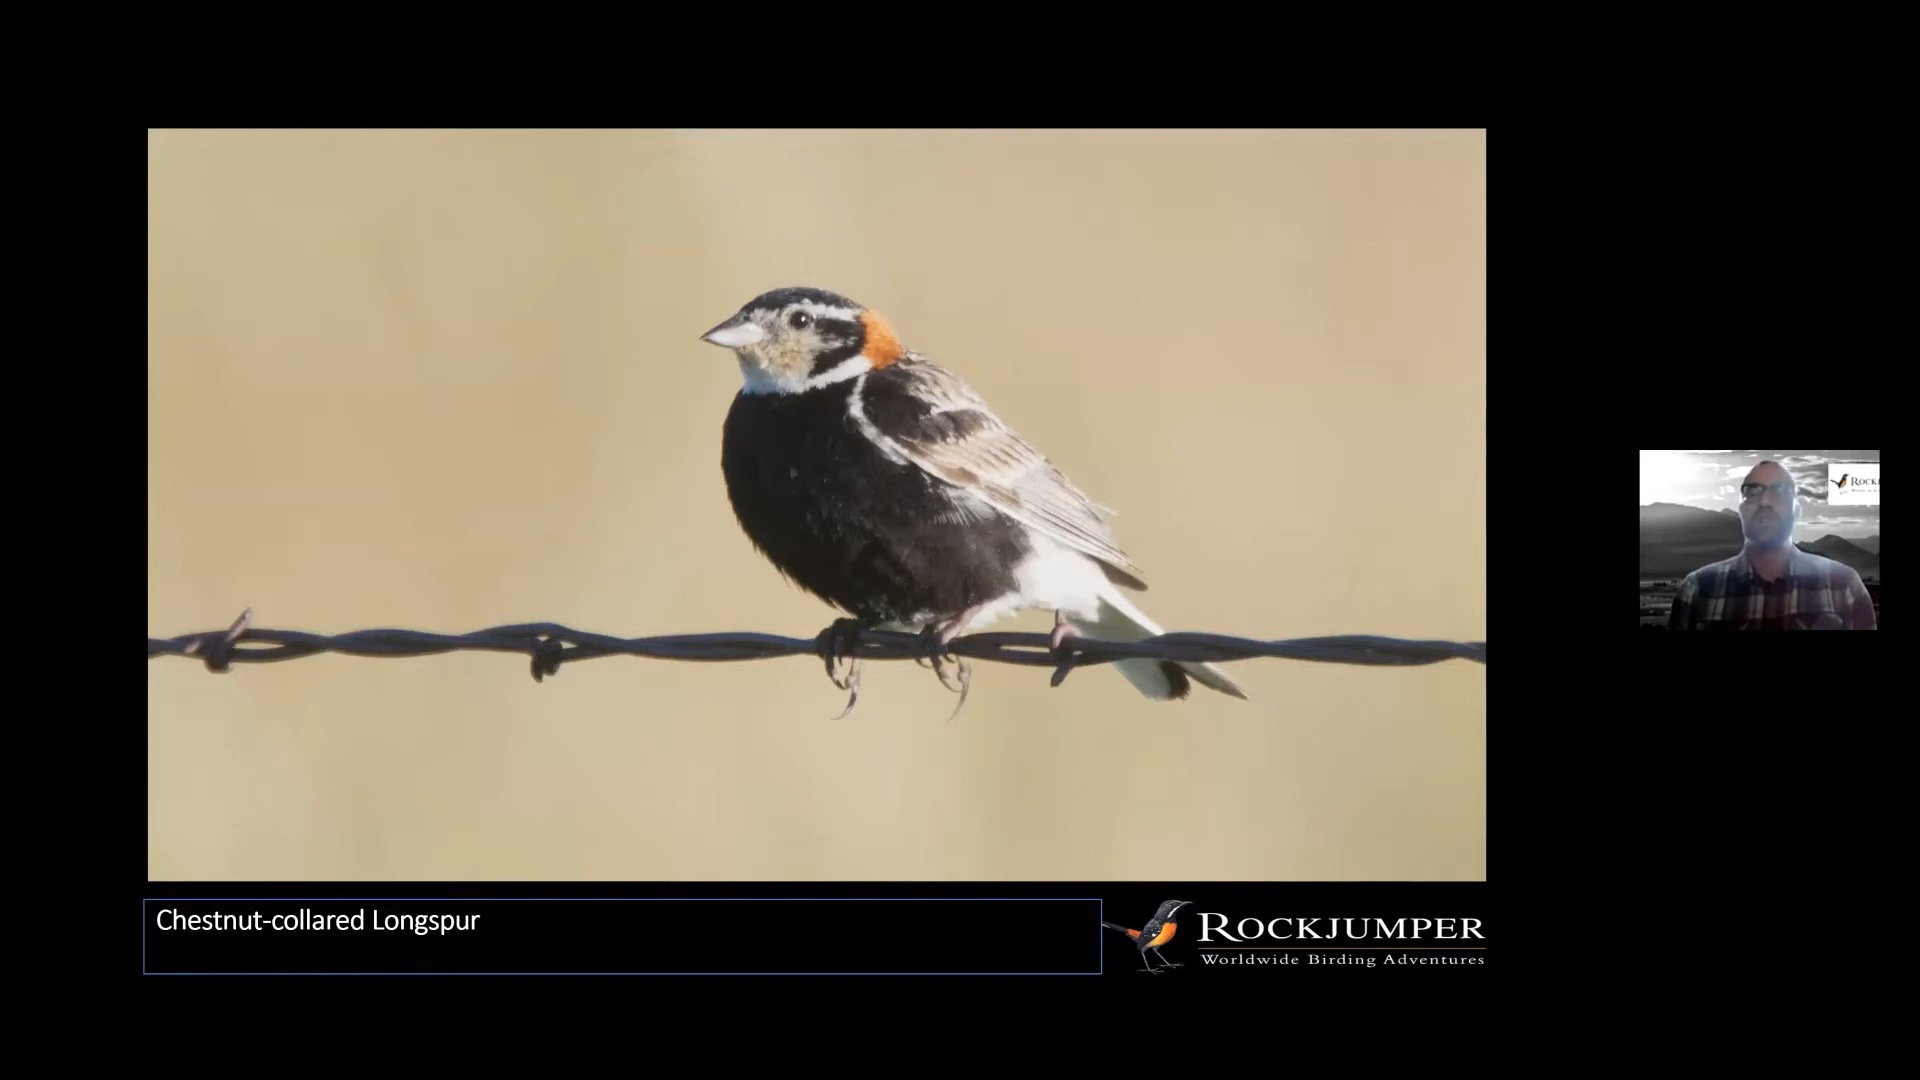 Chestnut-collared Longspur
ROCKJUMPER
Worldwide Birding Adventures